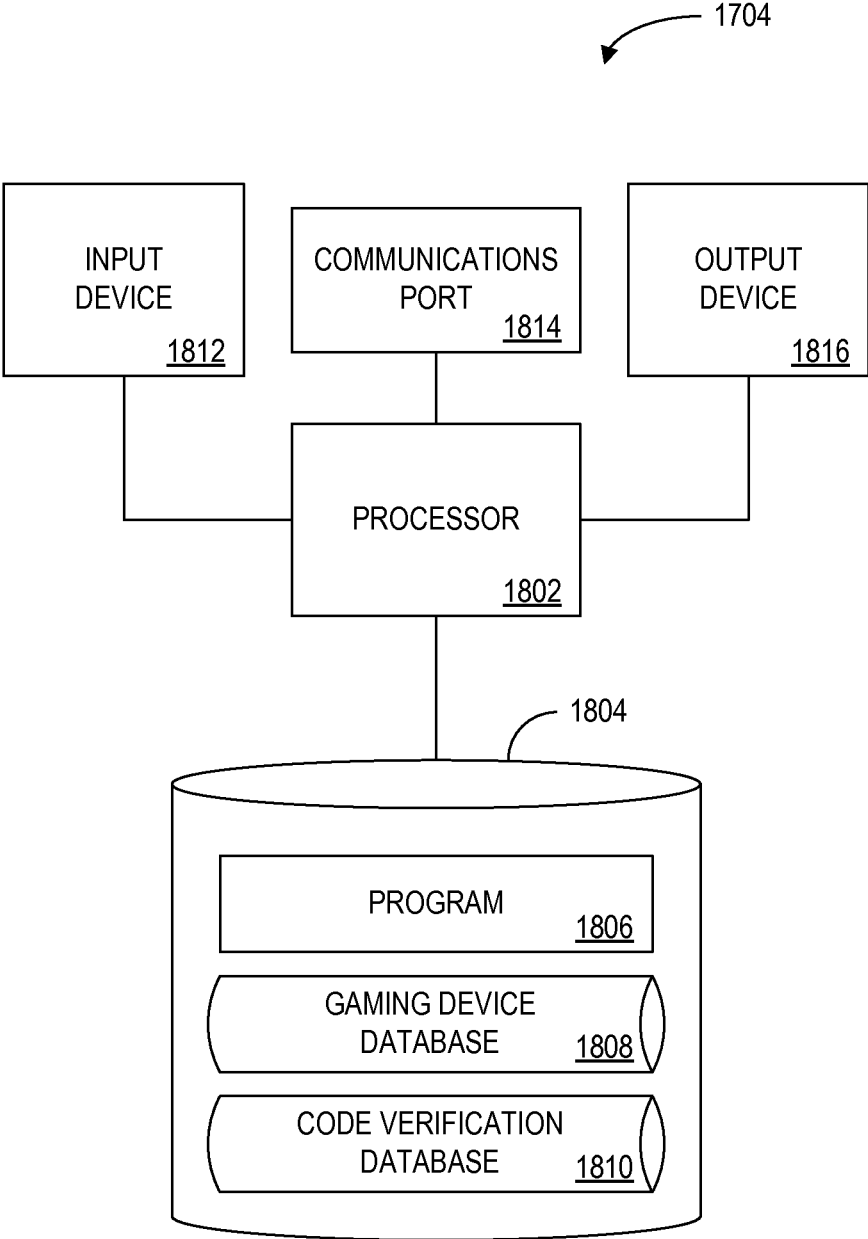 1704
INPUT
DEVICE
1812
COMMUNICATIONS
PORT
1814
OUTPUT
DEVICE
1816
PROCESSOR
1802
1804
PROGRAM
1806
GAMING DEVICE
DATABASE
1808
CODE VERIFICATION
DATABASE
1810